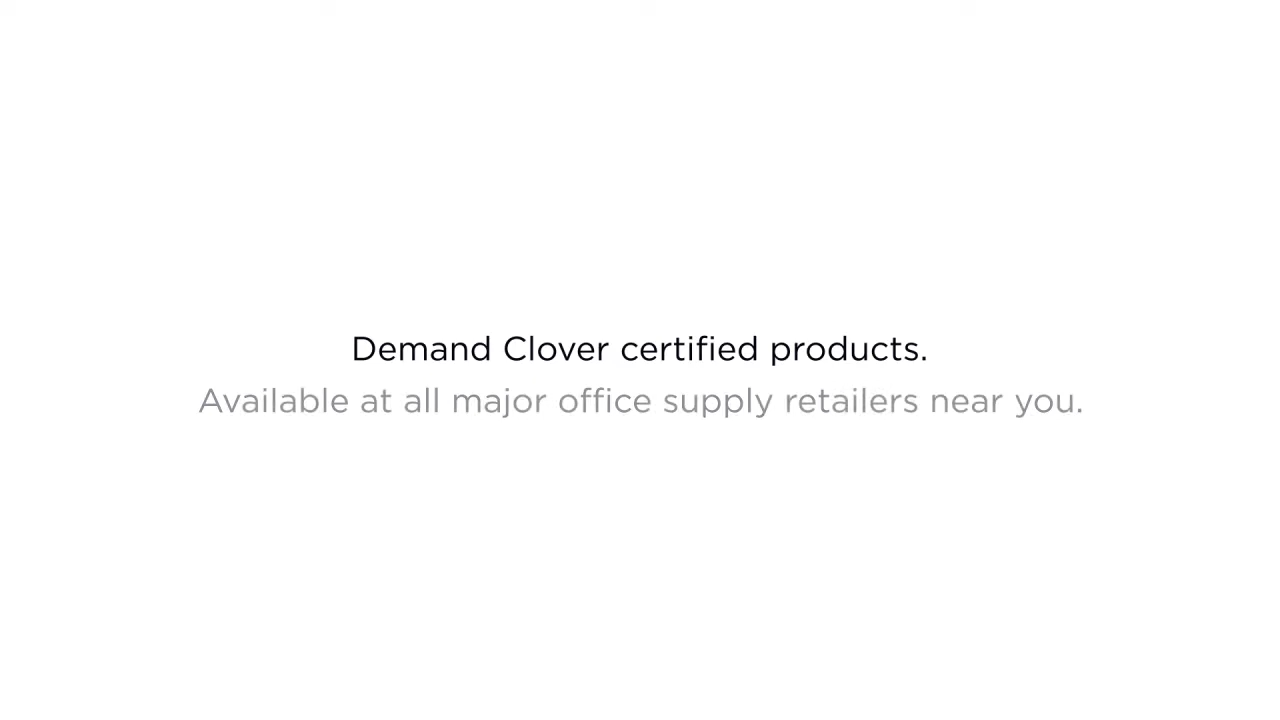 Demand Clover certified products.
Available at all major office supply retailers near you.